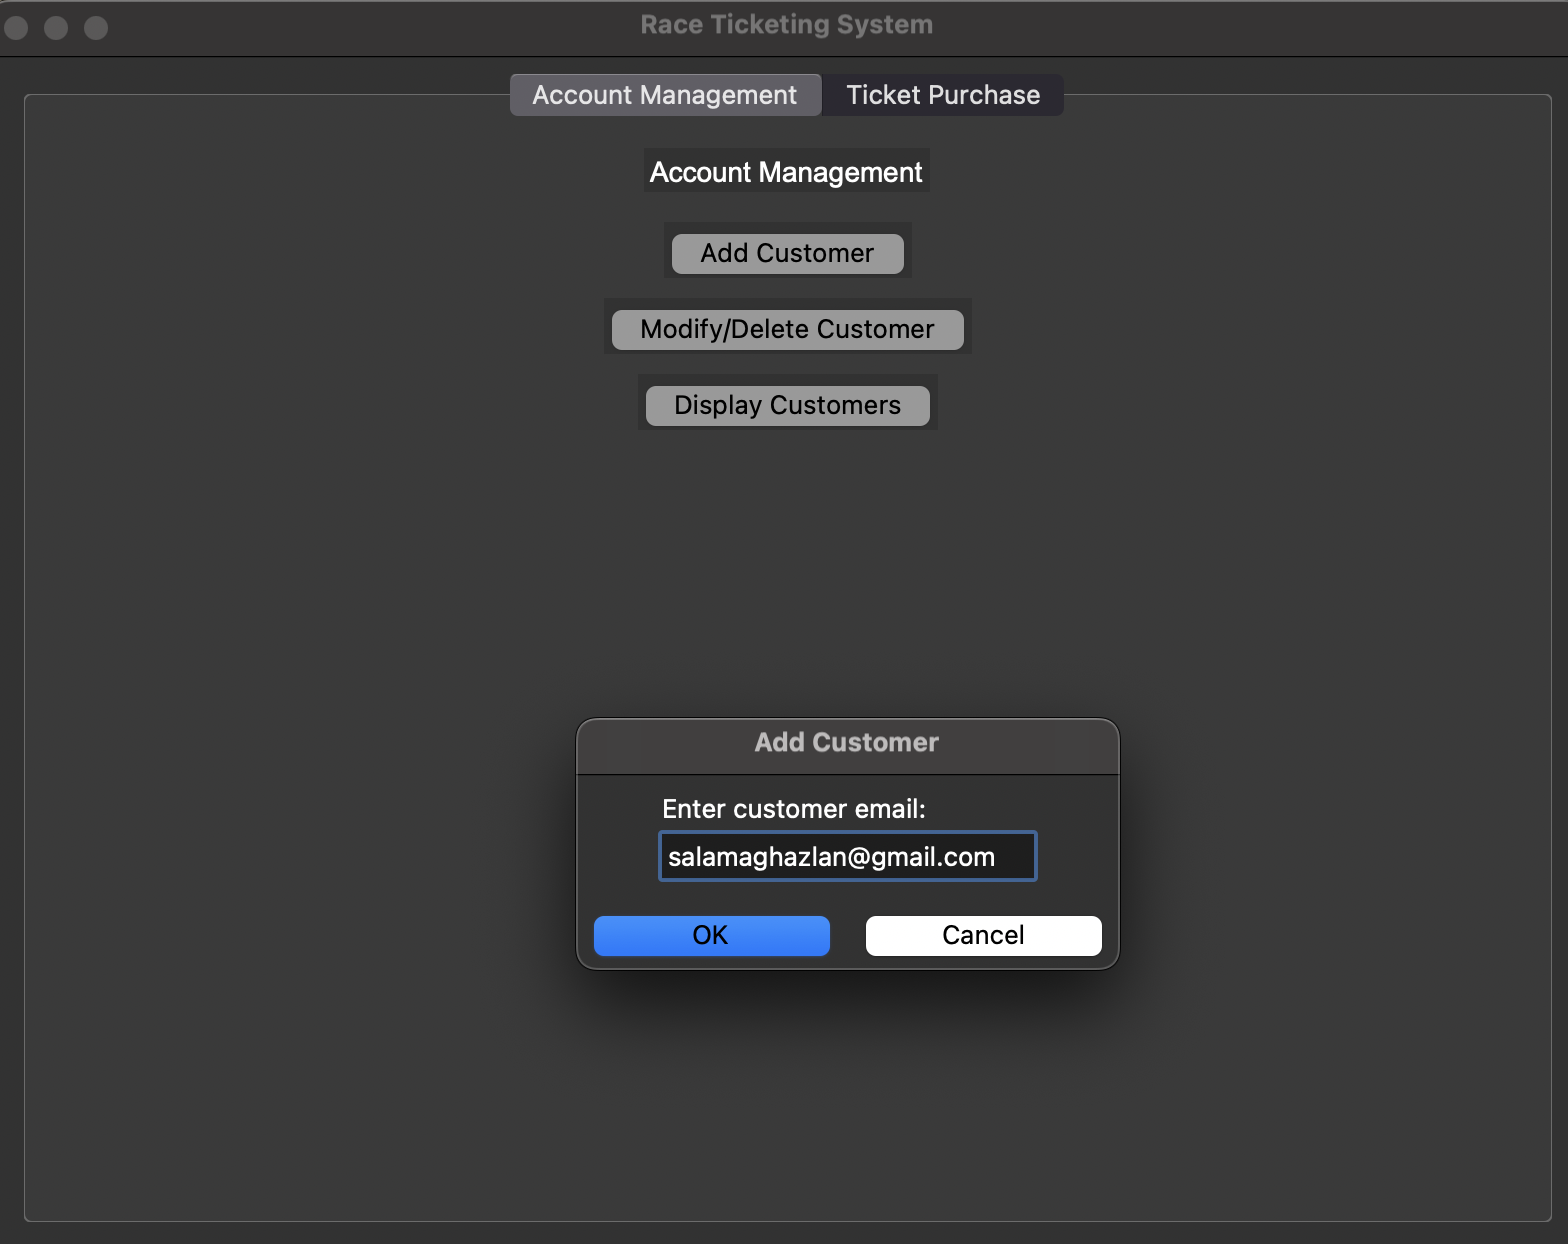 Race Ticketing System
Account Management
Ticket Purchase
Account Management
Add Customer
Modify/Delete Customer
Display Customers
Add Customer
Enter customer email:
salamaghazlan@gmail.com
OK
Cancel